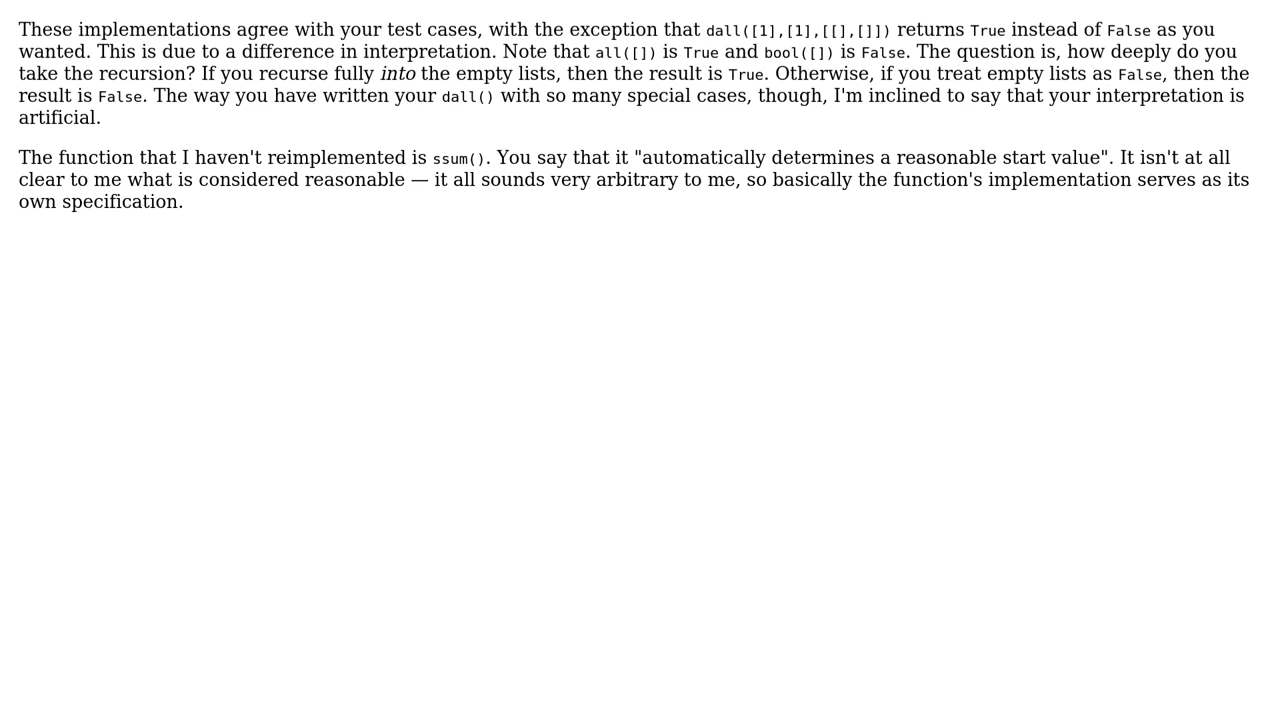 These implementations agree with your test cases, with the exception that dall([1],[1],[[],[]]) returns True instead of False as you
wanted. This is due to a difference in interpretation. Note that all([]) is True and bool([]) is False. The question is, how deeply do you
take the recursion? If you recurse fully into the empty lists, then the result is True. Otherwise, if you treat empty lists as False, then the
result is False. The way you have written your dall() with so many special cases, though, I'm inclined to say that your interpretation is
artificial.
The function that I haven't reimplemented is ssum(). You say that it "automatically determines a reasonable start value". It isn't at all
clear to me what is considered reasonable — it all sounds very arbitrary to me, so basically the function's implementation serves as its
own specification.